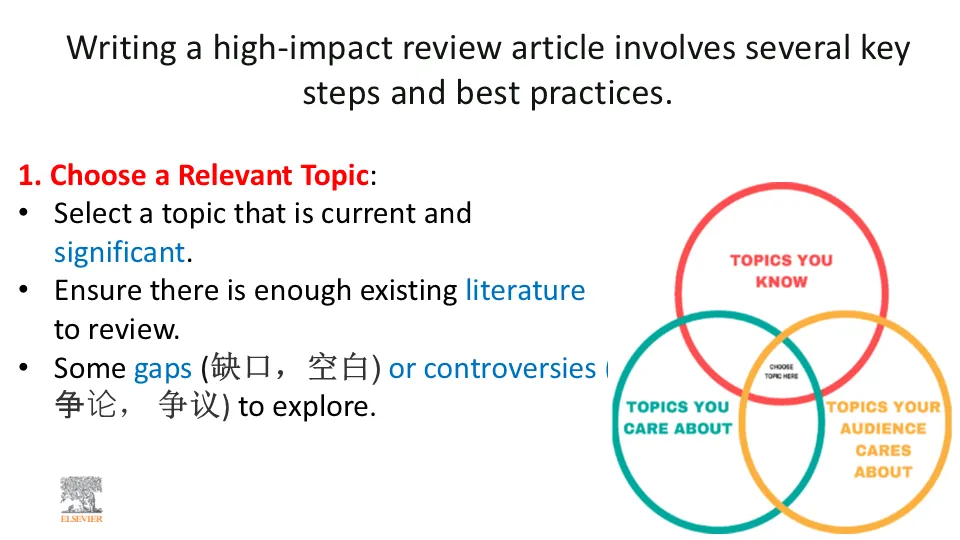 Writing a high-impact review article involves several key
steps and best practices.
1. Choose a Relevant Topic:
• Select a topic that is current and
significant.
• Ensure there is enough existing literature
to review.
• Some gaps (缺口，空白) or controversies (
争论， 争议) to explore.
TOPICS YOU
KNOW
CHOOSE
TOPIC HERE
TOPICS YOU
CARE ABOUT
TOPICS YOUR
AUDIENCE
CARES
ABOUT
ELSEVIER